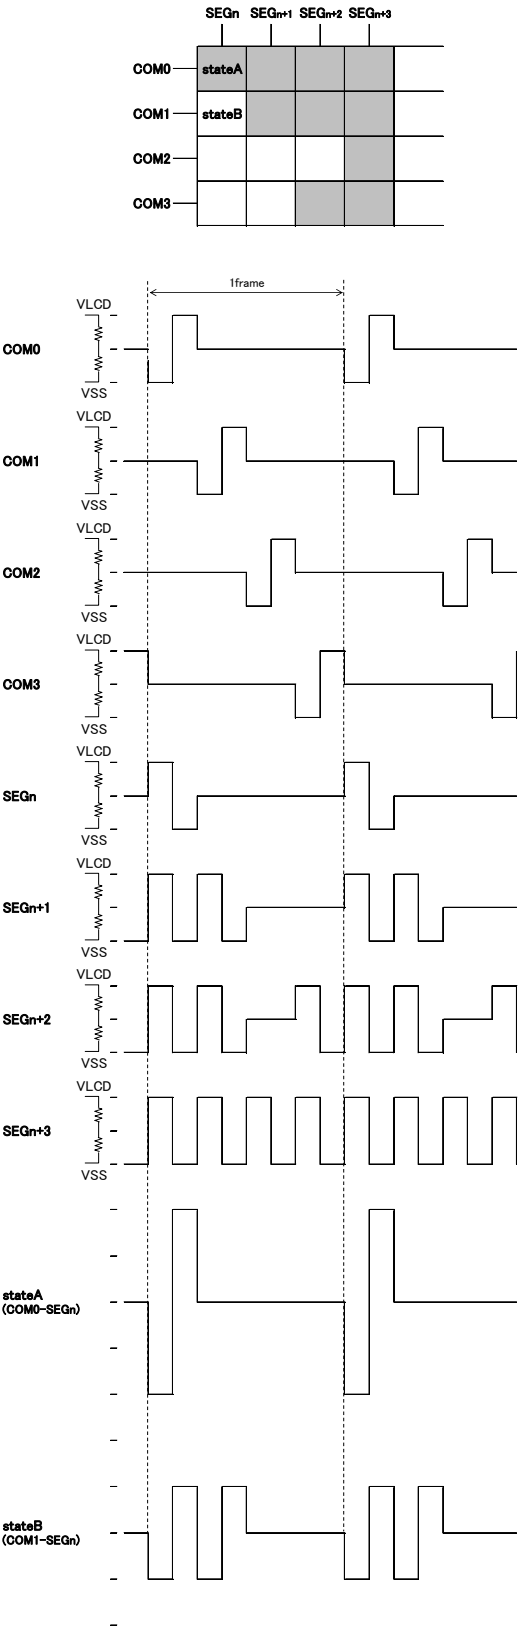 SEGn SEGn+1 SEGn+2 SEGn+3
COM0 stateA
COM1 stateB
COM2
COM3
1frame
VLCD
COM0
VSS
VLCD
COM1
VSS
VLCD
COM2
VSS
VLCD
COM3
VSS
VLCD
SEGn
VSS
VLCD
SEGn+1
VSS
VLCD
SEGn+2
VSS
VLCD
SEGn+3
VSS
stateA
(COM0-SEGn)
stateB
(COM1-SEGn)